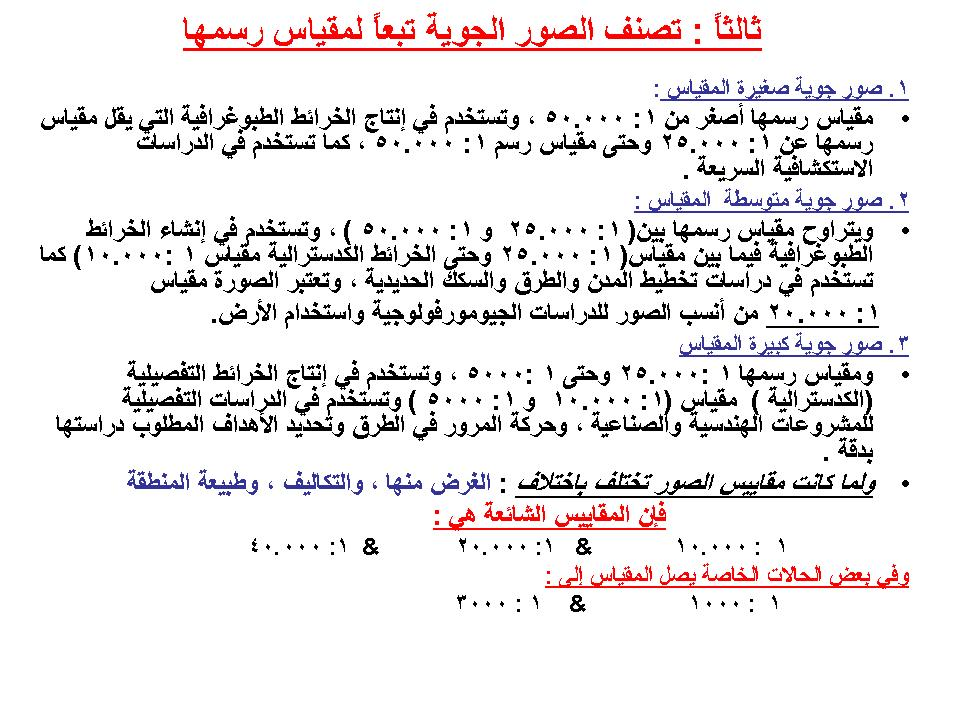 ثالثاً : تصنف الصور الجوية تبعاً لمقياس رسمها
١. صور جوية صغيرة المقياس :
• مقياس رسمها أصغر من ١: ٥٠.٠٠٠ ، وتستخدم في إنتاج الخرائط الطبوغرافية التي يقل مقياس
رسمها عن ١: ٢٥.٠٠٠ وحتى مقياس رسم ١: ٥٠.٠٠٠ ، كما تستخدم في الدراسات
الاستكشافية السريعة .
٢. صور جوية متوسطة المقياس :
• ويتراوح مقياس رسمها بين( ١: ٢٥.٠٠٠ و ١: ٥٠.٠٠٠ ) ، وتستخدم في إنشاء الخرائط
الطبوغرافية فيما بين مقياس( ١: ٢٥.٠٠٠ وحتى الخرائط الكدسترالية مقياس ١ :١٠.٠٠٠) كما
تستخدم في دراسات تخطيط المدن والطرق والسكك الحديدية ، وتعتبر الصورة مقياس
١: ٢٠.٠٠٠ من أنسب الصور للدراسات الجيومورفولوجية واستخدام الأرض.
٣. صور جوية كبيرة المقياس
• ومقياس رسمها ١ :٢٥.٠٠٠ وحتى ١ :٥٠٠٠ ، وتستخدم في إنتاج الخرائط التفصيلية
(الكدسترالية ) مقياس (١: ١٠.٠٠٠ و ١: ٥٠٠٠ ) وتستخدم في الدراسات التفصيلية
للمشروعات الهندسية والصناعية ، وحركة المرور في الطرق وتحديد الأهداف المطلوب دراستها
بدقة .
• ولما كانت مقاييس الصور تختلف بإختلاف : الغرض منها ، والتكاليف ، وطبيعة المنطقة
فإن المقاييس الشائعة هي :
١ : ١٠.٠٠٠ & ١: ٢٠.٠٠٠ & ١: ٤٠.٠٠٠
وفي بعض الحالات الخاصة يصل المقياس إلى :
١ : ١٠٠٠ & ١ : ٣٠٠٠